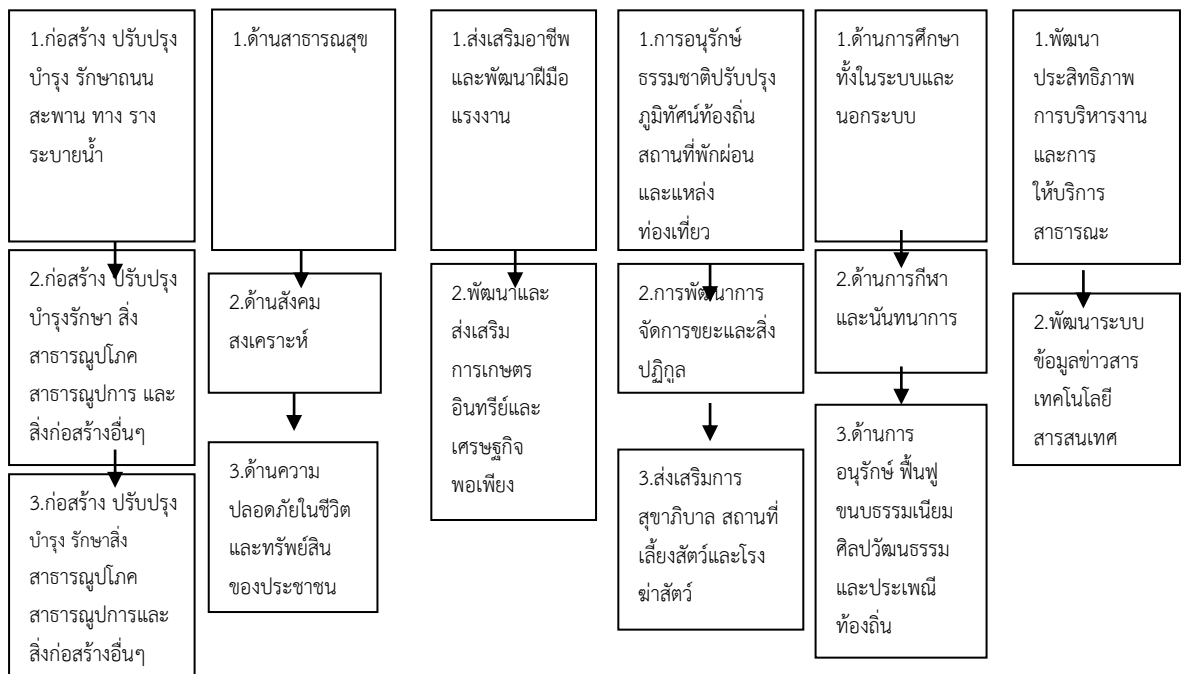 1.ก่อสร้าง ปรับปรุง
บำรุง รักษาถนน
สะพาน ทาง ราง
ระบายน้ำ
2.ก่อสร้าง ปรับปรุง
บำรุงรักษา สิ่ง
สาธารณูปโภค
สาธารณูปการ และ
สิ่งก่อสร้างอื่นๆ
3.ก่อสร้าง ปรับปรุง
บำรุง รักษาสิ่ง
สาธารณูปโภค
สาธารณูปการและ
สิ่งก่อสร้างอื่นๆ
1.ด้านสาธารณสุข
2.ด้านสังคม
สงเคราะห์
3.ด้านความ
ปลอดภัยในชีวิต
และทรัพย์สิน
ของประชาชน
1.ส่งเสริมอาชีพ
และพัฒนาฝีมือ
แรงงาน
2.พัฒนาและ
ส่งเสริม
การเกษตร
อินทรีย์และ
เศรษฐกิจ
พอเพียง
1.การอนุรักษ์
ธรรมชาติปรับปรุง
ภูมิทัศน์ท้องถิ่น
สถานที่พักผ่อน
และแหล่ง
ท่องเที่ยว
2.การพัฒนาการ
จัดการขยะและสิ่ง
ปฏิกูล
3.ส่งเสริมการ
สุขาภิบาล สถานที่
เลี้ยงสัตว์และโรง
ฆ่าสัตว์
1.ด้านการศึกษา
ทั้งในระบบและ
นอกระบบ
2.ด้านการกีฬา
และนันทนาการ
3.ด้านการ
อนุรักษ์ ฟื้นฟู
ขนบธรรมเนียม
ศิลปวัฒนธรรม
และประเพณี
ท้องถิ่น
1.พัฒนา
ประสิทธิภาพ
การบริหารงาน
และการ
ให้บริการ
สาธารณะ
2.พัฒนาระบบ
ข้อมูลข่าวสาร
เทคโนโลยี
สารสนเทศ